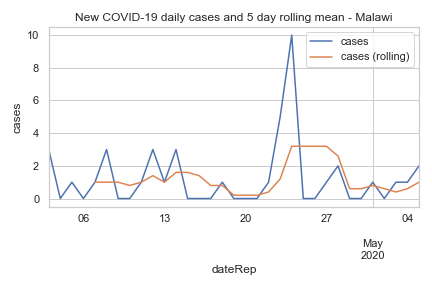 New COVID-19 daily cases and 5 day rolling mean - Malawi
cases
cases (rolling)
cases
10
8
6
4
2
0
06 13 20 27 04
May
2020
dateRep